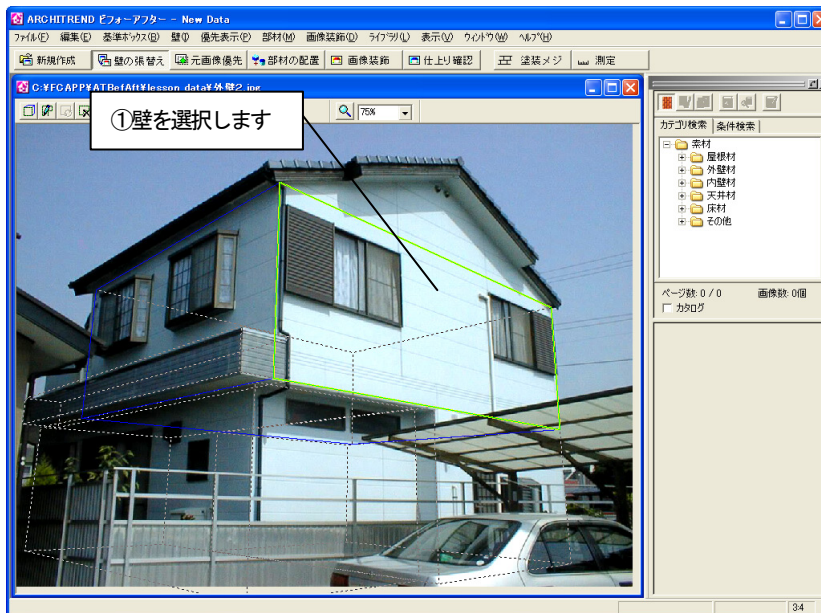 ARCHITREND ビフォーアフター - New Data
ファイル(F) 編集(E) 基準ボックス(B) 壁(I) 優先表示(P) 部材(M) 画像装飾(D) ライブラリ(L) 表示(V) ウィンドウ(W) ヘルプ(H)
新規作成 壁の張替え 元画像優先 部材の配置 画像装飾 仕上り確認 塗装メジ 測定
C:¥FCAPP¥ATBefAft¥lesson data¥外壁2.jpg
75%
①壁を選択します
カテゴリ検索 条件検索
素材
屋根材
外壁材
内壁材
天井材
床材
その他
ページ数: 0 / 0 画像数: 0個
カタログ
3:4